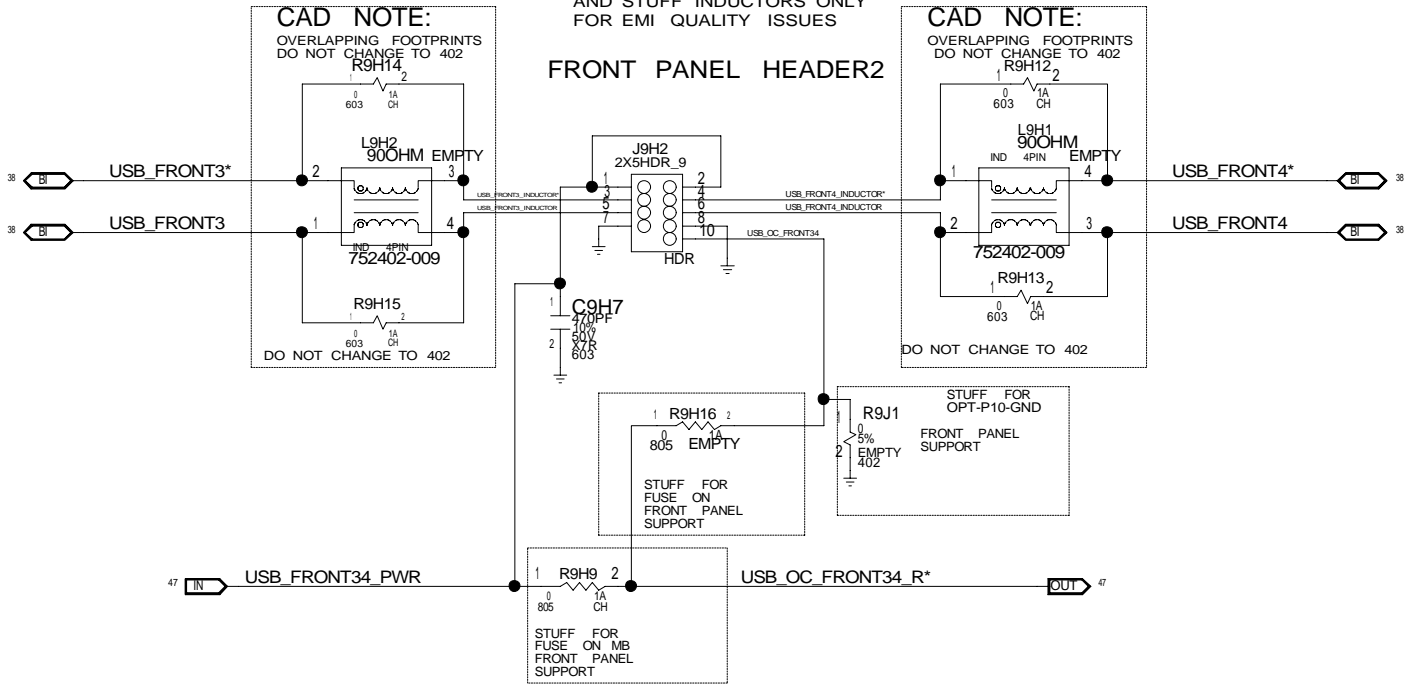 AND STUFF INDUCTORS ONLY
FOR EMI QUALITY ISSUES
FRONT PANEL HEADER2
CAD NOTE:
OVERLAPPING FOOTPRINTS
DO NOT CHANGE TO 402
R9H14
1 2
0 1A
603 CH
L9H2
90OHM EMPTY
2 3
1 4
IND 4PIN
752402-009
R9H15
1 2
0 1A
603 CH
DO NOT CHANGE TO 402
38 BI USB_FRONT3*
38 BI USB_FRONT3
USB_FRONT3_INDUCTOR*
USB_FRONT3_INDUCTOR
J9H2
2X5HDR_9
1 2
3 4
5 6
7 8
10
HDR
USB_FRONT4_INDUCTOR*
USB_FRONT4_INDUCTOR
USB_OC_FRONT34
CAD NOTE:
OVERLAPPING FOOTPRINTS
DO NOT CHANGE TO 402
R9H12
1 2
0 1A
603 CH
L9H1
90OHM
IND 4PIN EMPTY
1 4
2 3
752402-009
R9H13
1 2
0 1A
603 CH
DO NOT CHANGE TO 402
USB_FRONT4* BI 38
USB_FRONT4 BI 38
1 C9H7
470PF
10%
50V
2 X7R
603
1 R9H16 2
0 1A
805 EMPTY
STUFF FOR
FUSE ON
FRONT PANEL
SUPPORT
1 R9J1
0
5%
2 EMPTY
402
STUFF FOR
OPT-P10-GND
FRONT PANEL
SUPPORT
47 IN USB_FRONT34_PWR
1 R9H9 2
0 1A
805 CH
STUFF FOR
FUSE ON MB
FRONT PANEL
SUPPORT
USB_OC_FRONT34_R* OUT 47